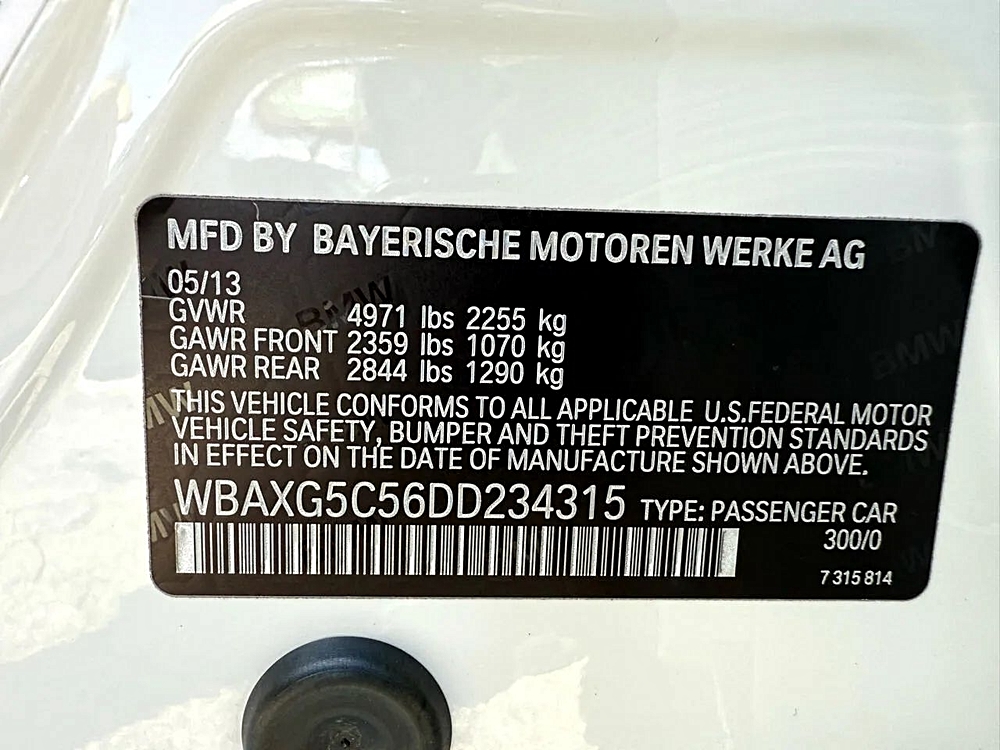 MFD BY BAYERISCHE MOTOREN WERKE AG
05/13
GVWR 4971 lbs 2255 kg
GAWR FRONT 2359 lbs 1070 kg
GAWR REAR 2844 lbs 1290 kg
THIS VEHICLE CONFORMS TO ALL APPLICABLE U.S.FEDERAL MOTOR
VEHICLE SAFETY, BUMPER AND THEFT PREVENTION STANDARDS
IN EFFECT ON THE DATE OF MANUFACTURE SHOWN ABOVE.
WBAXG5C56DD234315 TYPE: PASSENGER CAR
300/0
7 315 814